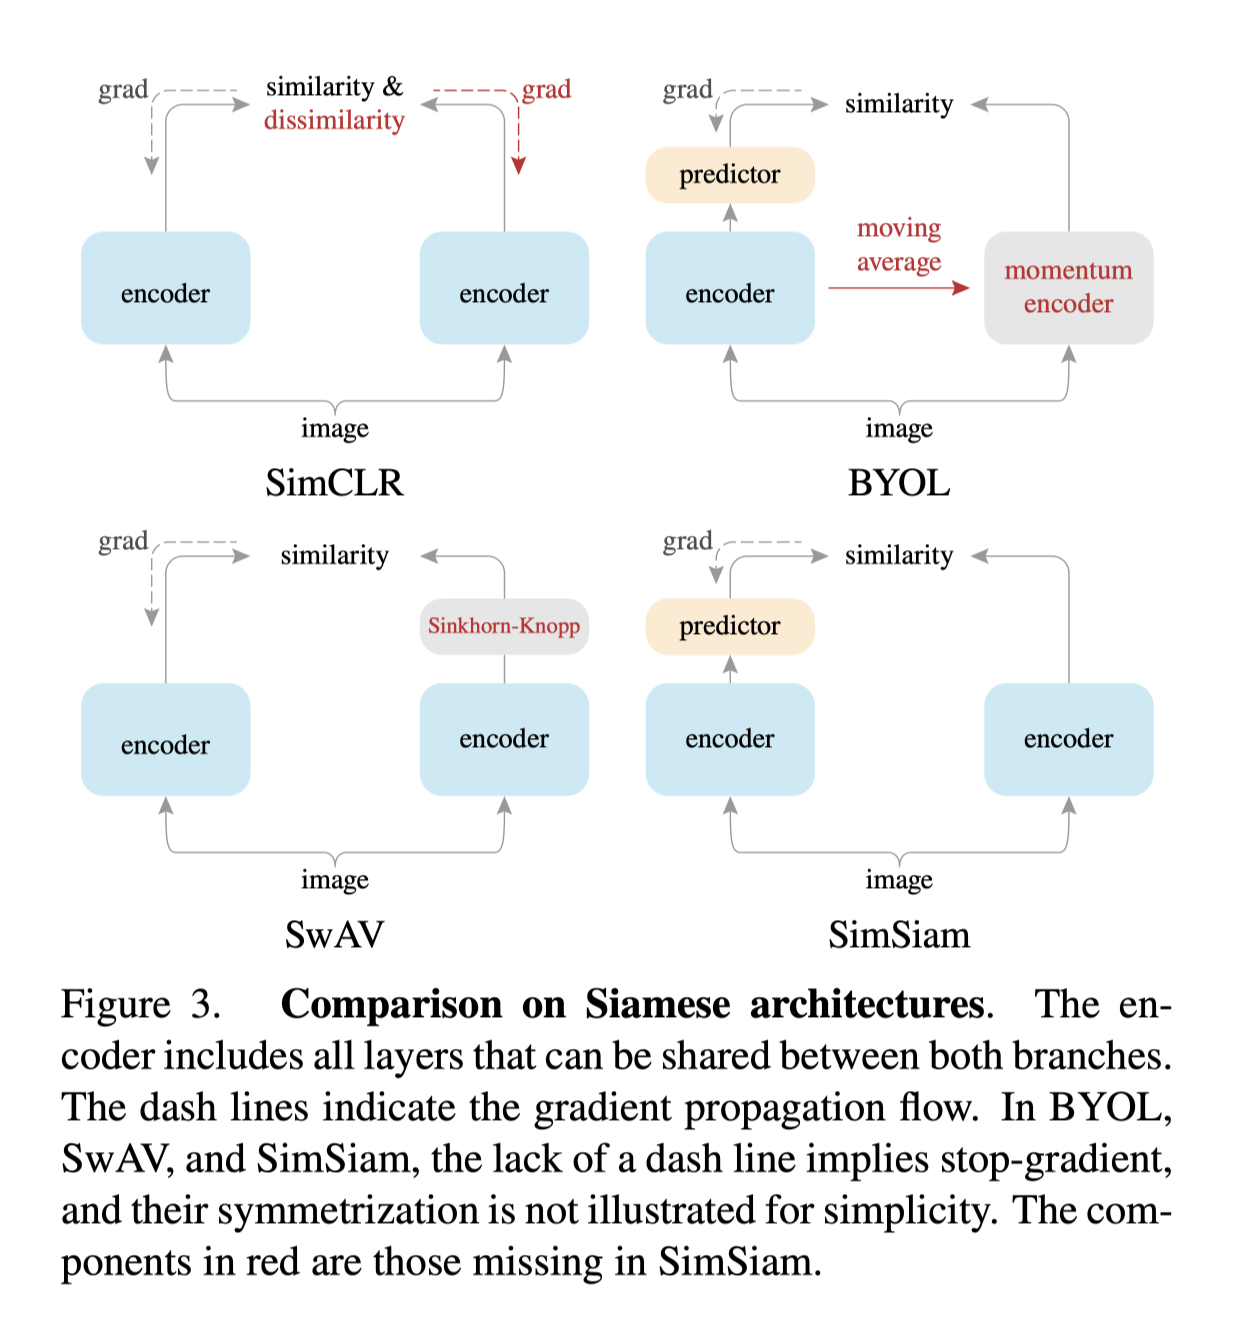 grad
similarity &
dissimilarity
grad
encoder
encoder
image
SimCLR
grad
similarity
predictor
moving
average
encoder
momentum
encoder
image
BYOL
grad
similarity
Sinkhorn-Knopp
encoder
encoder
image
SwAV
grad
similarity
predictor
encoder
encoder
image
SimSiam
Figure 3. Comparison on Siamese architectures. The en-
coder includes all layers that can be shared between both branches.
The dash lines indicate the gradient propagation flow. In BYOL,
SwAV, and SimSiam, the lack of a dash line implies stop-gradient,
and their symmetrization is not illustrated for simplicity. The com-
ponents in red are those missing in SimSiam.